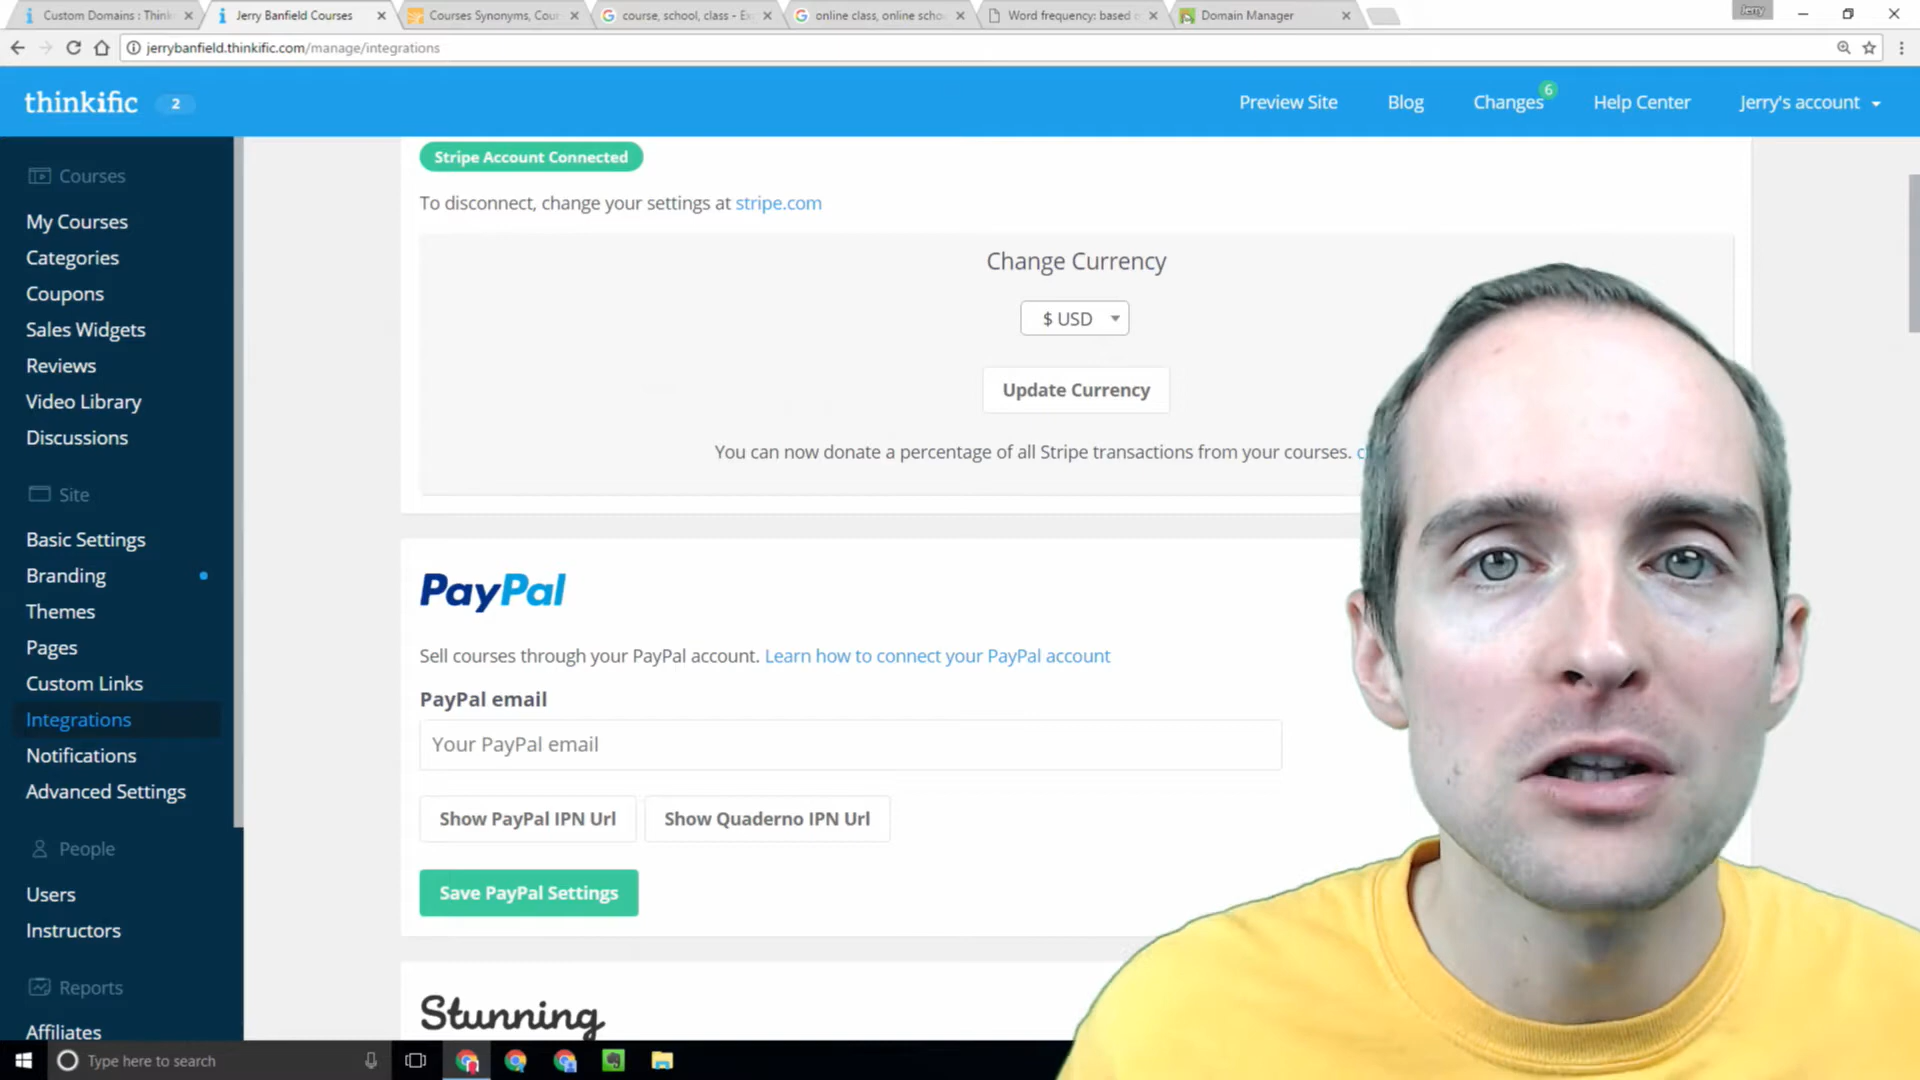 Custom Domains : Think
Jerry Banfield Courses
Courses Synonyms, Cour
course, school, class - Ex
online class, online scho
Word frequency: based o
Domain Manager
Jerry
jerrybanfield.thinkific.com/manage/integrations
thinkific
2
Preview Site
Blog
Changes
6
Help Center
Jerry's account
Courses
My Courses
Categories
Coupons
Sales Widgets
Reviews
Video Library
Discussions
Site
Basic Settings
Branding
Themes
Pages
Custom Links
Integrations
Notifications
Advanced Settings
People
Users
Instructors
Reports
Affiliates
Stripe Account Connected
To disconnect, change your settings at stripe.com
Change Currency
$ USD
Update Currency
You can now donate a percentage of all Stripe transactions from your courses.
PayPal
Sell courses through your PayPal account. Learn how to connect your PayPal account
PayPal email
Your PayPal email
Show PayPal IPN Url
Show Quaderno IPN Url
Save PayPal Settings
Stunning
Type here to search